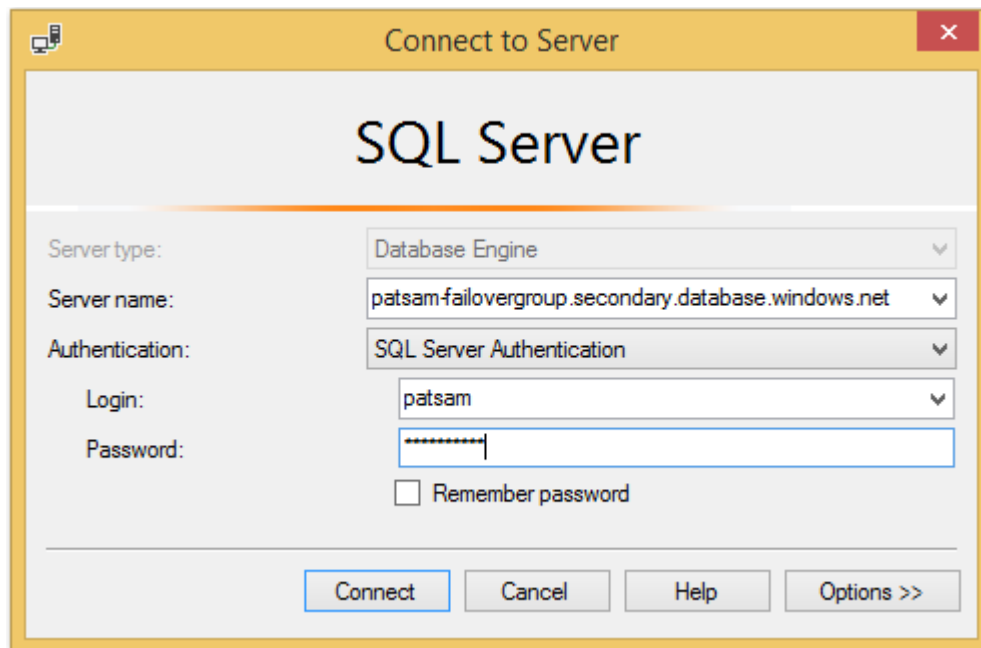 Connect to Server
SQL Server
Server type: Database Engine
Server name: patsam-failovergroup.secondary.database.windows.net
Authentication: SQL Server Authentication
Login: patsam
Password: **********
Remember password
Connect Cancel Help Options >>